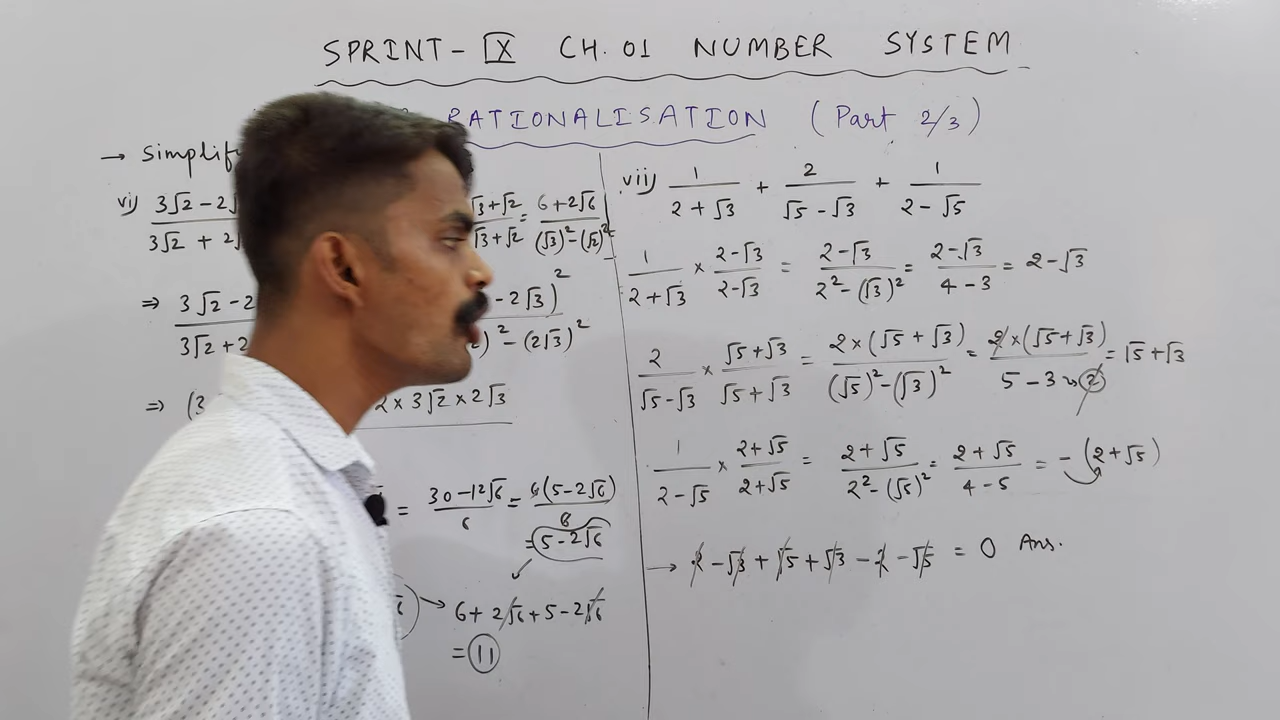 SPRINT-IX CH. 01 NUMBER SYSTEM
RATIONALISATION (Part 2/3)
→ Simplif
vi) (3√2 - 2√)/(3√2 + 2√) (√3+√2)/(√3+√2) = (6+2√6)/((√3)²-(√2)²)
⇒ (3√2 - 2)/(3√2 + 2) - 2√3)²/)² - (2√3)²
⇒ (3 2 × 3√2 × 2√3
= (30-12√6)/6 = 6(5-2√6)/6
= 5-2√6
→ 6+2√6+5-2√6
= 11
vii) 1/(2+√3) + 2/(√5-√3) + 1/(2-√5)
1/(2+√3) × (2-√3)/(2-√3) = (2-√3)/(2²-(√3)²) = (2-√3)/(4-3) = 2-√3
2/(√5-√3) × (√5+√3)/(√5+√3) = 2×(√5+√3)/((√5)²-(√3)²) = 2×(√5+√3)/(5-3→2) = √5+√3
1/(2-√5) × (2+√5)/(2+√5) = (2+√5)/(2²-(√5)²) = (2+√5)/(4-5) = -(2+√5)
→ 2-√3+√5+√3-2-√5 = 0 Ans.